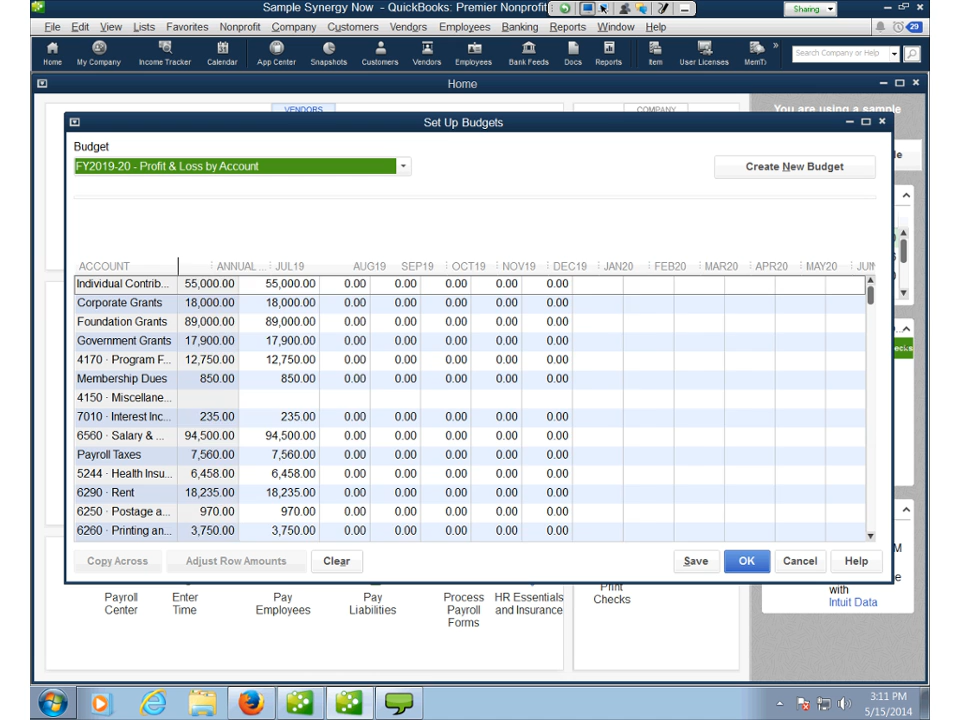 Sample Synergy Now - QuickBooks: Premier Nonprofit
Sharing
File Edit View Lists Favorites Nonprofit Company Customers Vendors Employees Banking Reports Window Help
29
Home My Company Income Tracker Calendar App Center Snapshots Customers Vendors Employees Bank Feeds Docs Reports Item User Licenses MemTx
Search Company or Help
Home
VENDORS COMPANY You are using a sample
Set Up Budgets
Budget
FY2019-20 - Profit & Loss by Account
Create New Budget
ACCOUNT ANNUAL ... JUL19 AUG19 SEP19 OCT19 NOV19 DEC19 JAN20 FEB20 MAR20 APR20 MAY20
Individual Contrib... 55,000.00 55,000.00 0.00 0.00 0.00 0.00 0.00
Corporate Grants 18,000.00 18,000.00 0.00 0.00 0.00 0.00 0.00
Foundation Grants 89,000.00 89,000.00 0.00 0.00 0.00 0.00 0.00
Government Grants 17,900.00 17,900.00 0.00 0.00 0.00 0.00 0.00
4170 · Program F... 12,750.00 12,750.00 0.00 0.00 0.00 0.00 0.00
Membership Dues 850.00 850.00 0.00 0.00 0.00 0.00 0.00
4150 · Miscellane...
7010 · Interest Inc... 235.00 235.00 0.00 0.00 0.00 0.00 0.00
6560 · Salary & ... 94,500.00 94,500.00 0.00 0.00 0.00 0.00 0.00
Payroll Taxes 7,560.00 7,560.00 0.00 0.00 0.00 0.00 0.00
5244 · Health Insu... 6,458.00 6,458.00 0.00 0.00 0.00 0.00 0.00
6290 · Rent 18,235.00 18,235.00 0.00 0.00 0.00 0.00 0.00
6250 · Postage a... 970.00 970.00 0.00 0.00 0.00 0.00 0.00
6260 · Printing an... 3,750.00 3,750.00 0.00 0.00 0.00 0.00 0.00
Copy Across Adjust Row Amounts Clear Save OK Cancel Help
Payroll Center
Enter Time
Pay Employees
Pay Liabilities
Process Payroll Forms
HR Essentials and Insurance
Print Checks
with
Intuit Data
3:11 PM
5/15/2014